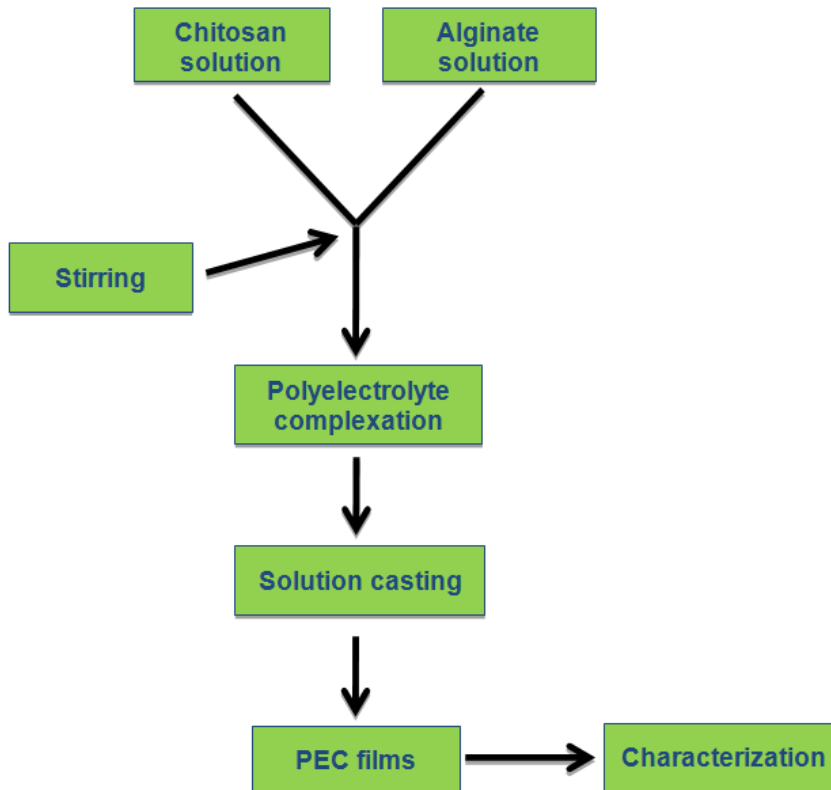 Chitosan
solution
Alginate
solution
Stirring
Polyelectrolyte
complexation
Solution casting
PEC films
Characterization